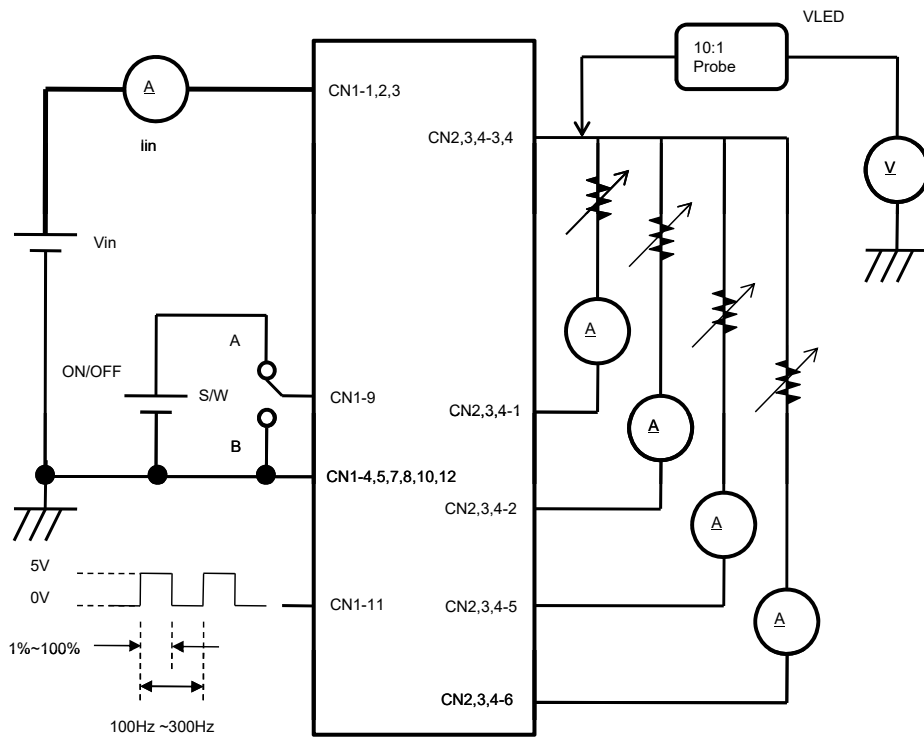 VLED
10:1
Probe
A
CN1-1,2,3
Iin
CN2,3,4-3,4
V
Vin
A
A
ON/OFF
S/W
CN1-9
CN2,3,4-1
A
B
CN1-4,5,7,8,10,12
CN2,3,4-2
A
5V
0V
CN1-11
CN2,3,4-5
A
1%~100%
CN2,3,4-6
100Hz ~300Hz